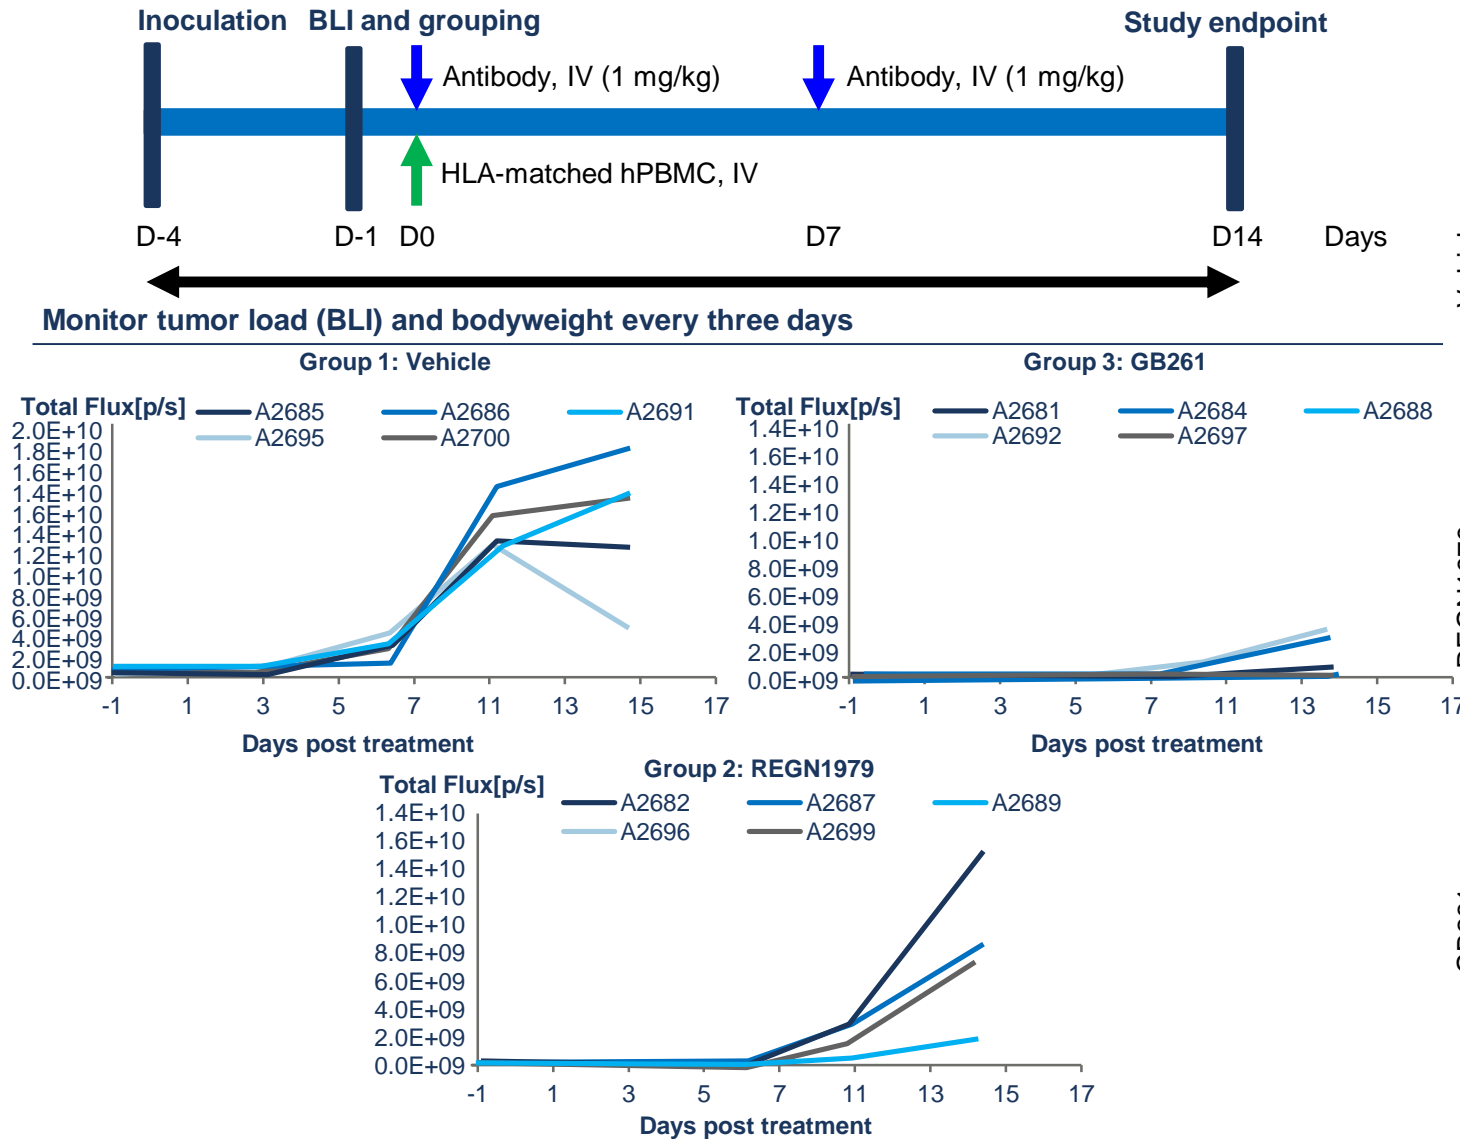 Inoculation BLI and grouping Study endpoint
Antibody, IV (1 mg/kg) Antibody, IV (1 mg/kg)
HLA-matched hPBMC, IV
D-4 D-1 D0 D7 D14 Days
Monitor tumor load (BLI) and bodyweight every three days
Group 1: Vehicle
Total Flux[p/s]
A2685 A2686 A2691
A2695 A2700
2.0E+10
1.8E+10
1.6E+10
1.4E+10
1.6E+10
1.4E+10
1.2E+10
1.0E+10
8.0E+09
6.0E+09
4.0E+09
2.0E+09
0.0E+09
-1 1 3 5 7 11 13 15 17
Days post treatment
Group 3: GB261
Total Flux[p/s]
A2681 A2684 A2688
A2692 A2697
1.4E+10
1.6E+10
1.4E+10
1.2E+10
1.0E+10
8.0E+09
6.0E+09
4.0E+09
2.0E+09
0.0E+09
-1 1 3 5 7 11 13 15 17
Days post treatment
Group 2: REGN1979
Total Flux[p/s]
A2682 A2687 A2689
A2696 A2699
1.4E+10
1.6E+10
1.4E+10
1.2E+10
1.0E+10
8.0E+09
6.0E+09
4.0E+09
2.0E+09
0.0E+09
-1 1 3 5 7 11 13 15 17
Days post treatment